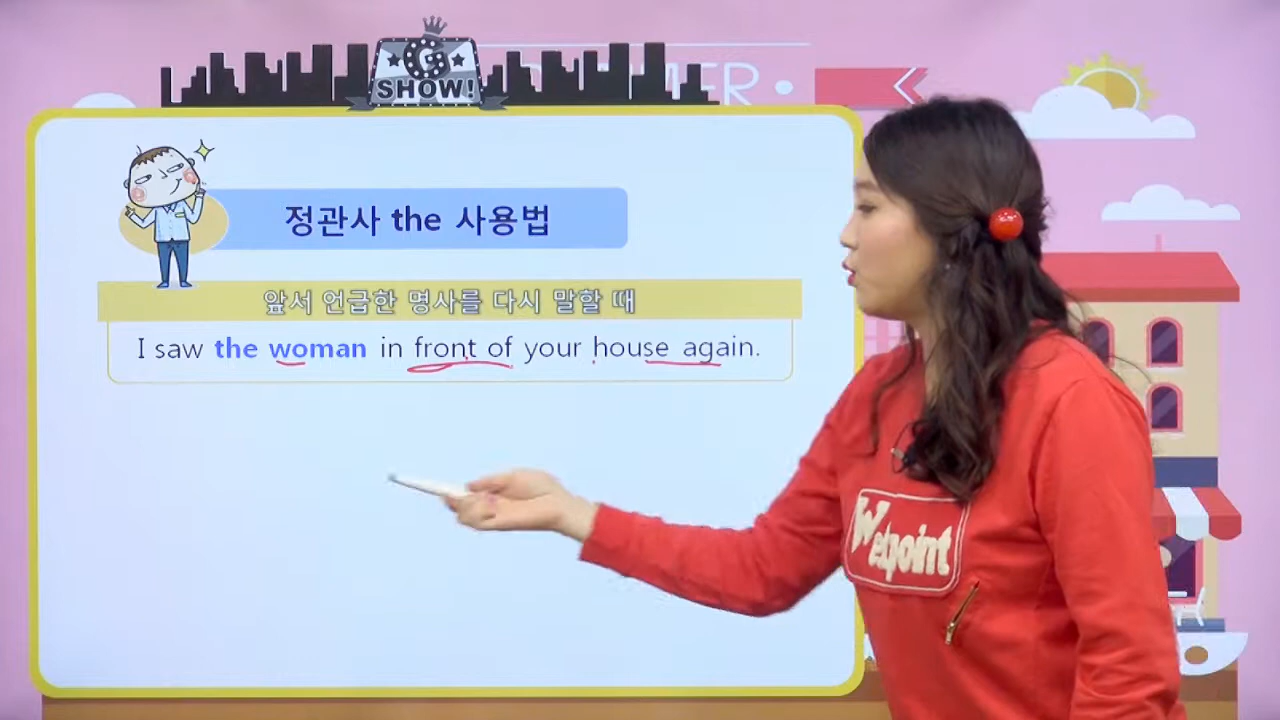 G
SHOW!
정관사 the 사용법
앞서 언급한 명사를 다시 말할 때
I saw the woman in front of your house again.
Wetpoint